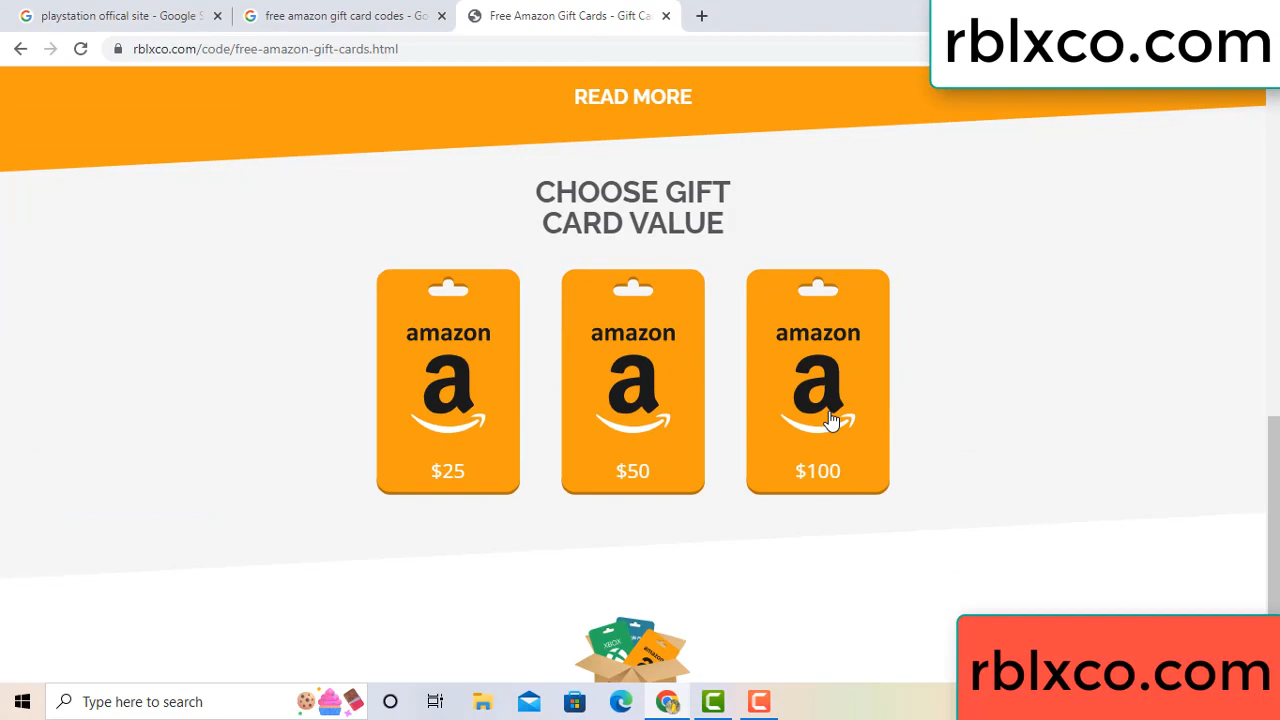 playstation offical site - Google S
free amazon gift card codes - Go
Free Amazon Gift Cards - Gift Ca
rblxco.com/code/free-amazon-gift-cards.html
rblxco.com
READ MORE
CHOOSE GIFT
CARD VALUE
amazon amazon amazon
a a a
$25 $50 $100
XBOX
rblxco.com
Type here to search